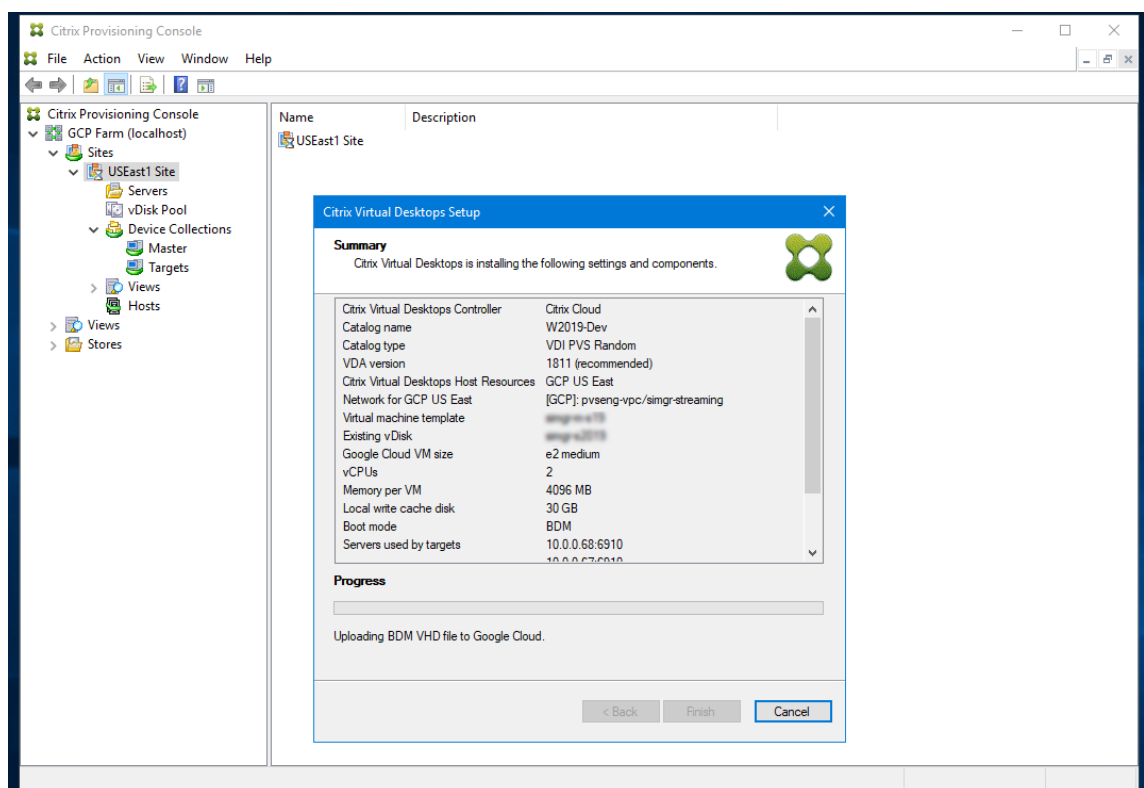 Citrix Provisioning Console
File Action View Window Help
Citrix Provisioning Console
GCP Farm (localhost)
Sites
USEast1 Site
Servers
vDisk Pool
Device Collections
Master
Targets
Views
Hosts
Views
Stores
Name Description
USEast1 Site
Citrix Virtual Desktops Setup
Summary
Citrix Virtual Desktops is installing the following settings and components.
Citrix Virtual Desktops Controller Citrix Cloud
Catalog name W2019-Dev
Catalog type VDI PVS Random
VDA version 1811 (recommended)
Citrix Virtual Desktops Host Resources GCP US East
Network for GCP US East [GCP]: pvseng-vpc/simgr-streaming
Virtual machine template
Existing vDisk
Google Cloud VM size e2 medium
vCPUs 2
Memory per VM 4096 MB
Local write cache disk 30 GB
Boot mode BDM
Servers used by targets 10.0.0.68:6910
10.0.0.67:6910
Progress
Uploading BDM VHD file to Google Cloud.
< Back Finish Cancel